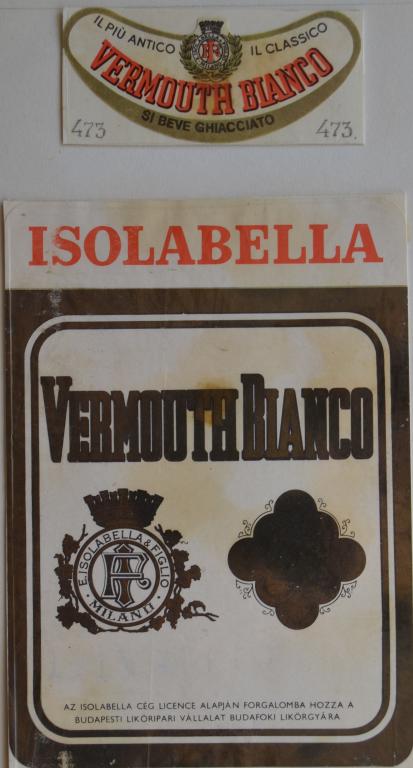 IL PIÙ ANTICO IL CLASSICO
VERMOUTH BIANCO
SI BEVE GHIACCIATO
473 473.
ISOLABELLA
VERMOUTH BIANCO
E. ISOLABELLA & FIGLIO
MILANO
AZ ISOLABELLA CÉG LICENCE ALAPJÁN FORGALOMBA HOZZA A
BUDAPESTI LIKŐRIPARI VÁLLALAT BUDAFOKI LIKŐRGYÁRA